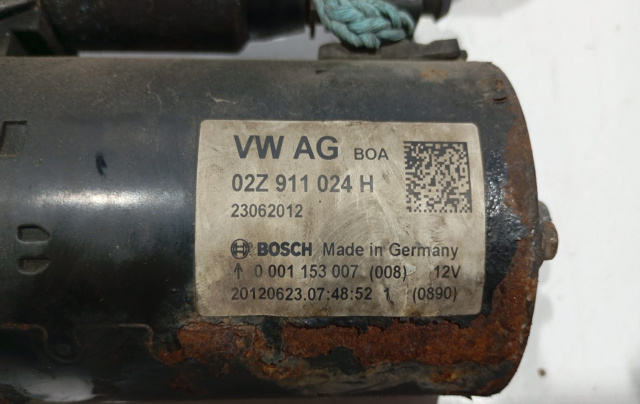 VW AG BOA
02Z 911 024 H
23062012
BOSCH Made in Germany
↑ 0 001 153 007 (008) 12V
20120623.07:48:52 1 (0890)